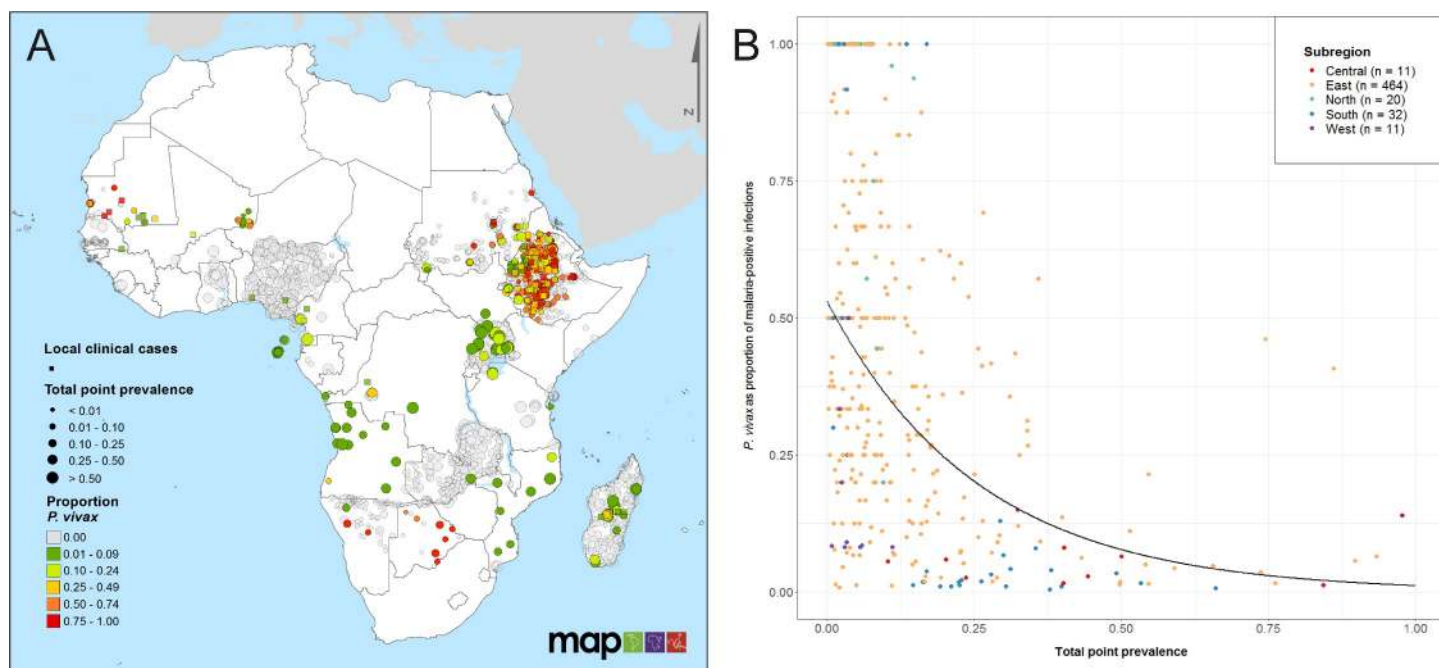 A
N
Local clinical cases
Total point prevalence
< 0.01
0.01 - 0.10
0.10 - 0.25
0.25 - 0.50
> 0.50
Proportion
P. vivax
0.00
0.01 - 0.09
0.10 - 0.24
0.25 - 0.49
0.50 - 0.74
0.75 - 1.00
map
B
Subregion
Central (n = 11)
East (n = 464)
North (n = 20)
South (n = 32)
West (n = 11)
P. vivax as proportion of malaria-positive infections
1.00
0.75
0.50
0.25
0.00
0.00 0.25 0.50 0.75 1.00
Total point prevalence